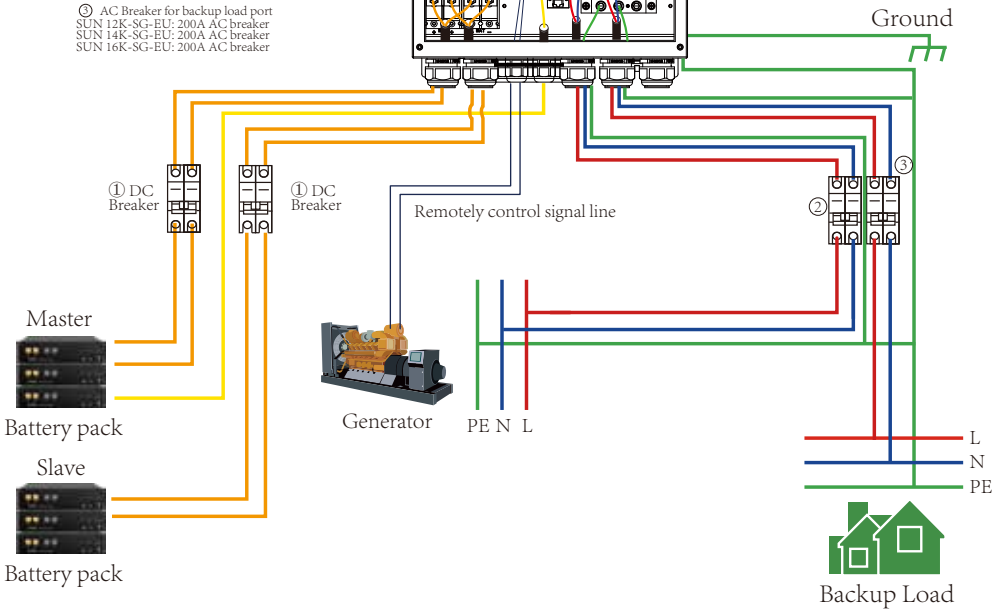 ③ AC Breaker for backup load port
SUN 12K-SG-EU: 200A AC breaker
SUN 14K-SG-EU: 200A AC breaker
SUN 16K-SG-EU: 200A AC breaker
Ground
① DC
Breaker
① DC
Breaker
Remotely control signal line
②
③
Master
Battery pack
Generator
PE N L
Slave
Battery pack
L
N
PE
Backup Load